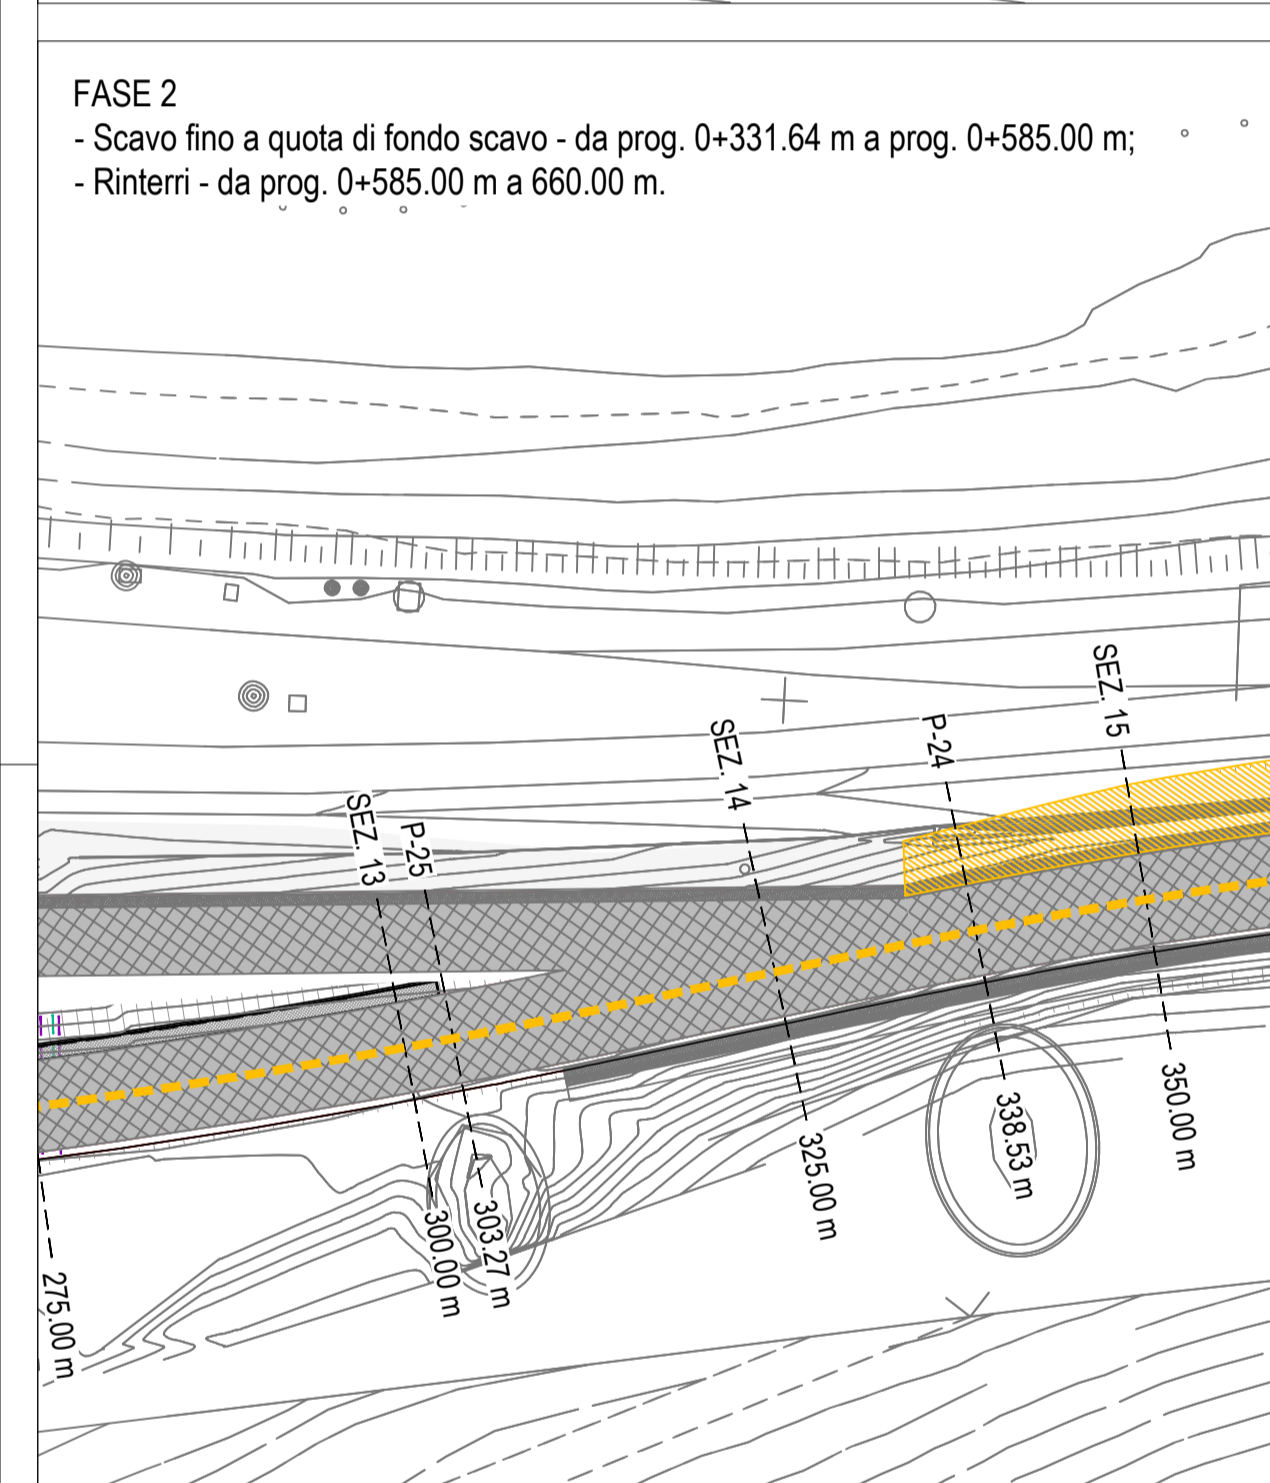 FASE 2
- Scavo fino a quota di fondo scavo - da prog. 0+331.64 m a prog. 0+585.00 m;
- Rinterri - da prog. 0+585.00 m a 660.00 m.
SEZ. 13
P-25
SEZ. 14
P-24
SEZ. 15
275.00 m
300.00 m
303.27 m
325.00 m
338.53 m
350.00 m